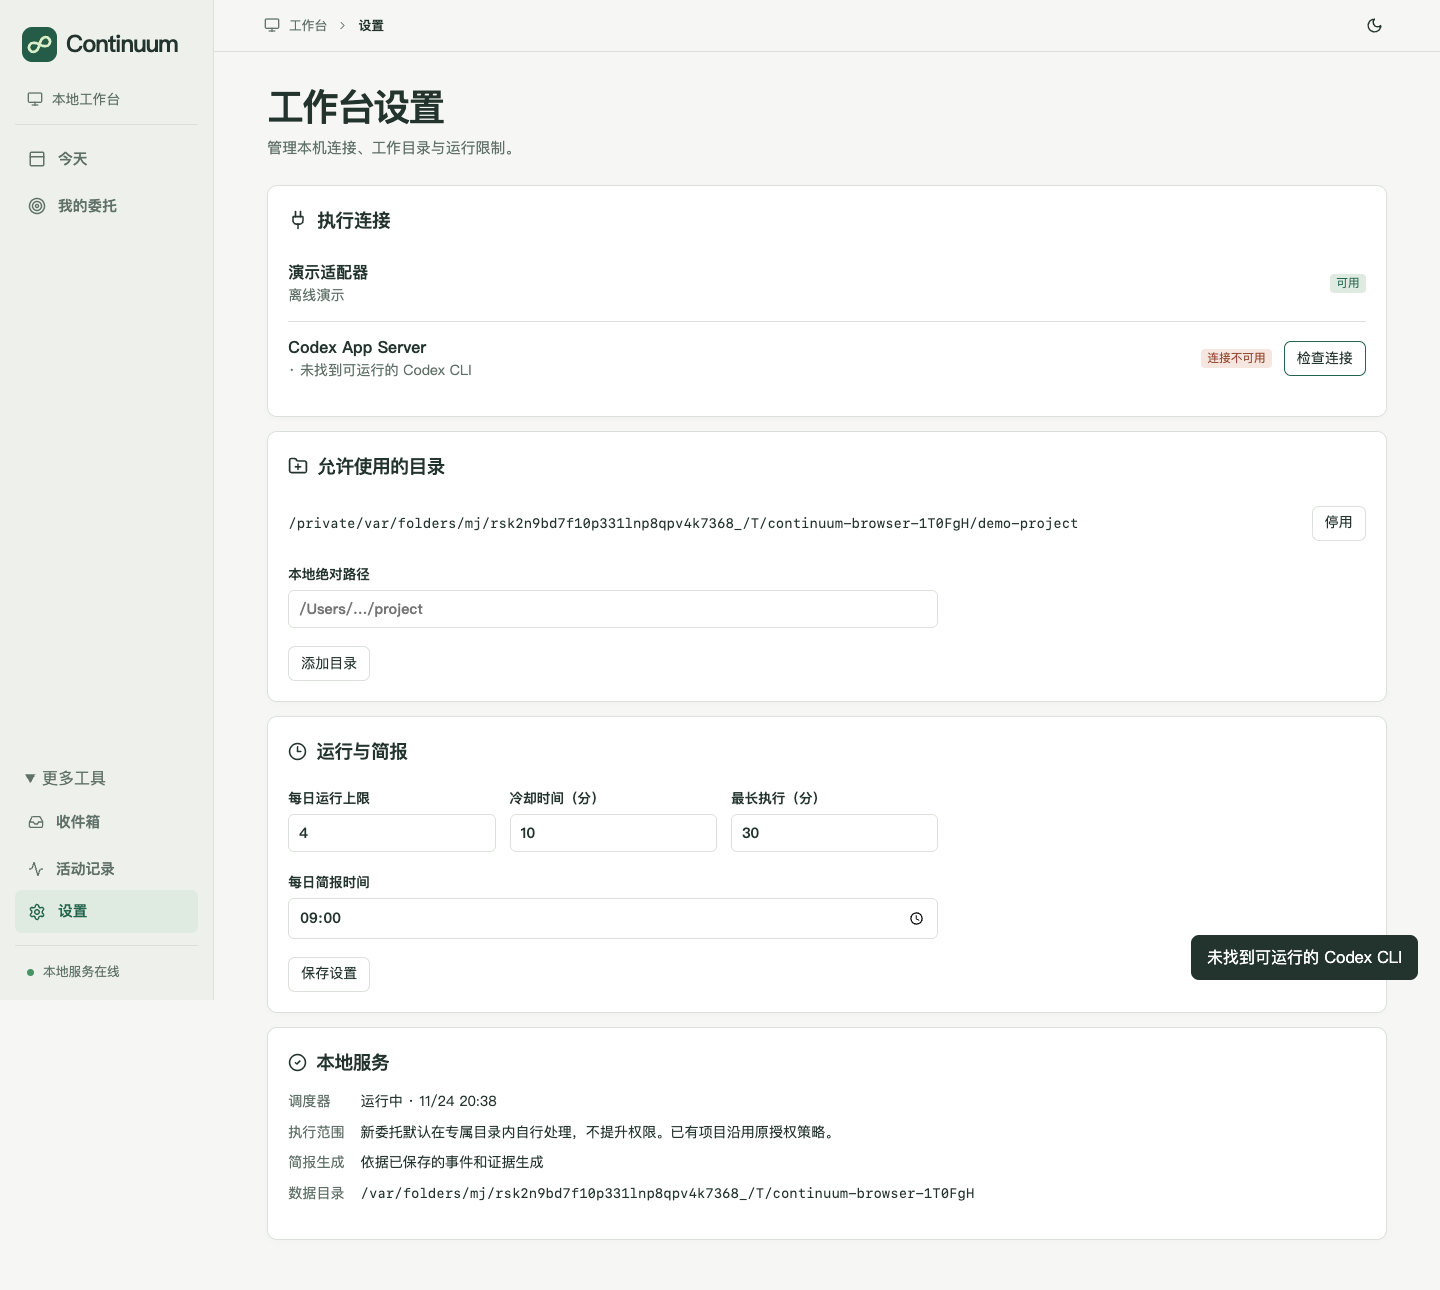 Continuum
本地工作台
今天
我的委托
更多工具
收件箱
活动记录
设置
本地服务在线
工作台
设置
工作台设置
管理本机连接、工作目录与运行限制。
执行连接
演示适配器
离线演示
可用
Codex App Server
· 未找到可运行的 Codex CLI
连接不可用
检查连接
允许使用的目录
/private/var/folders/mj/rsk2n9bd7f10p331lnp8qpv4k7368_/T/continuum-browser-1T0FgH/demo-project
停用
本地绝对路径
/Users/.../project
添加目录
运行与简报
每日运行上限
冷却时间（分）
最长执行（分）
4
10
30
每日简报时间
09:00
保存设置
未找到可运行的 Codex CLI
本地服务
调度器 运行中 · 11/24 20:38
执行范围 新委托默认在专属目录内自行处理，不提升权限。已有项目沿用原授权策略。
简报生成 依据已保存的事件和证据生成
数据目录 /var/folders/mj/rsk2n9bd7f10p331lnp8qpv4k7368_/T/continuum-browser-1T0FgH